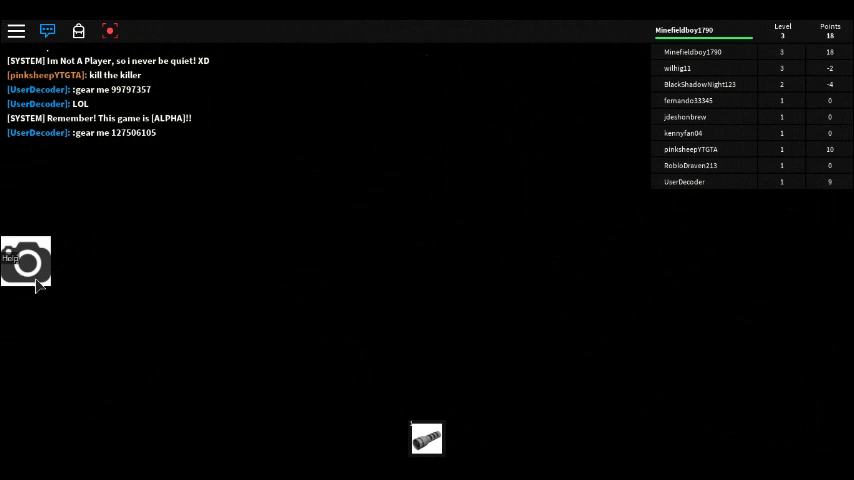 Minefieldboy1790 Level 3 Points 18
[SYSTEM] Im Not A Player, so i never be quiet! XD
[pinksheepYTGTA]: kill the killer
[UserDecoder]: :gear me 99797357
[UserDecoder]: LOL
[SYSTEM] Remember! This game is [ALPHA]!!
[UserDecoder]: :gear me 127506105
Minefieldboy1790 3 18
wilhig11 3 -2
BlackShadowNight123 2 -4
fernando33345 1 0
jdeshonbrew 1 0
kennyfan04 1 0
pinksheepYTGTA 1 10
RobloDraven213 1 0
UserDecoder 1 9
Help
1